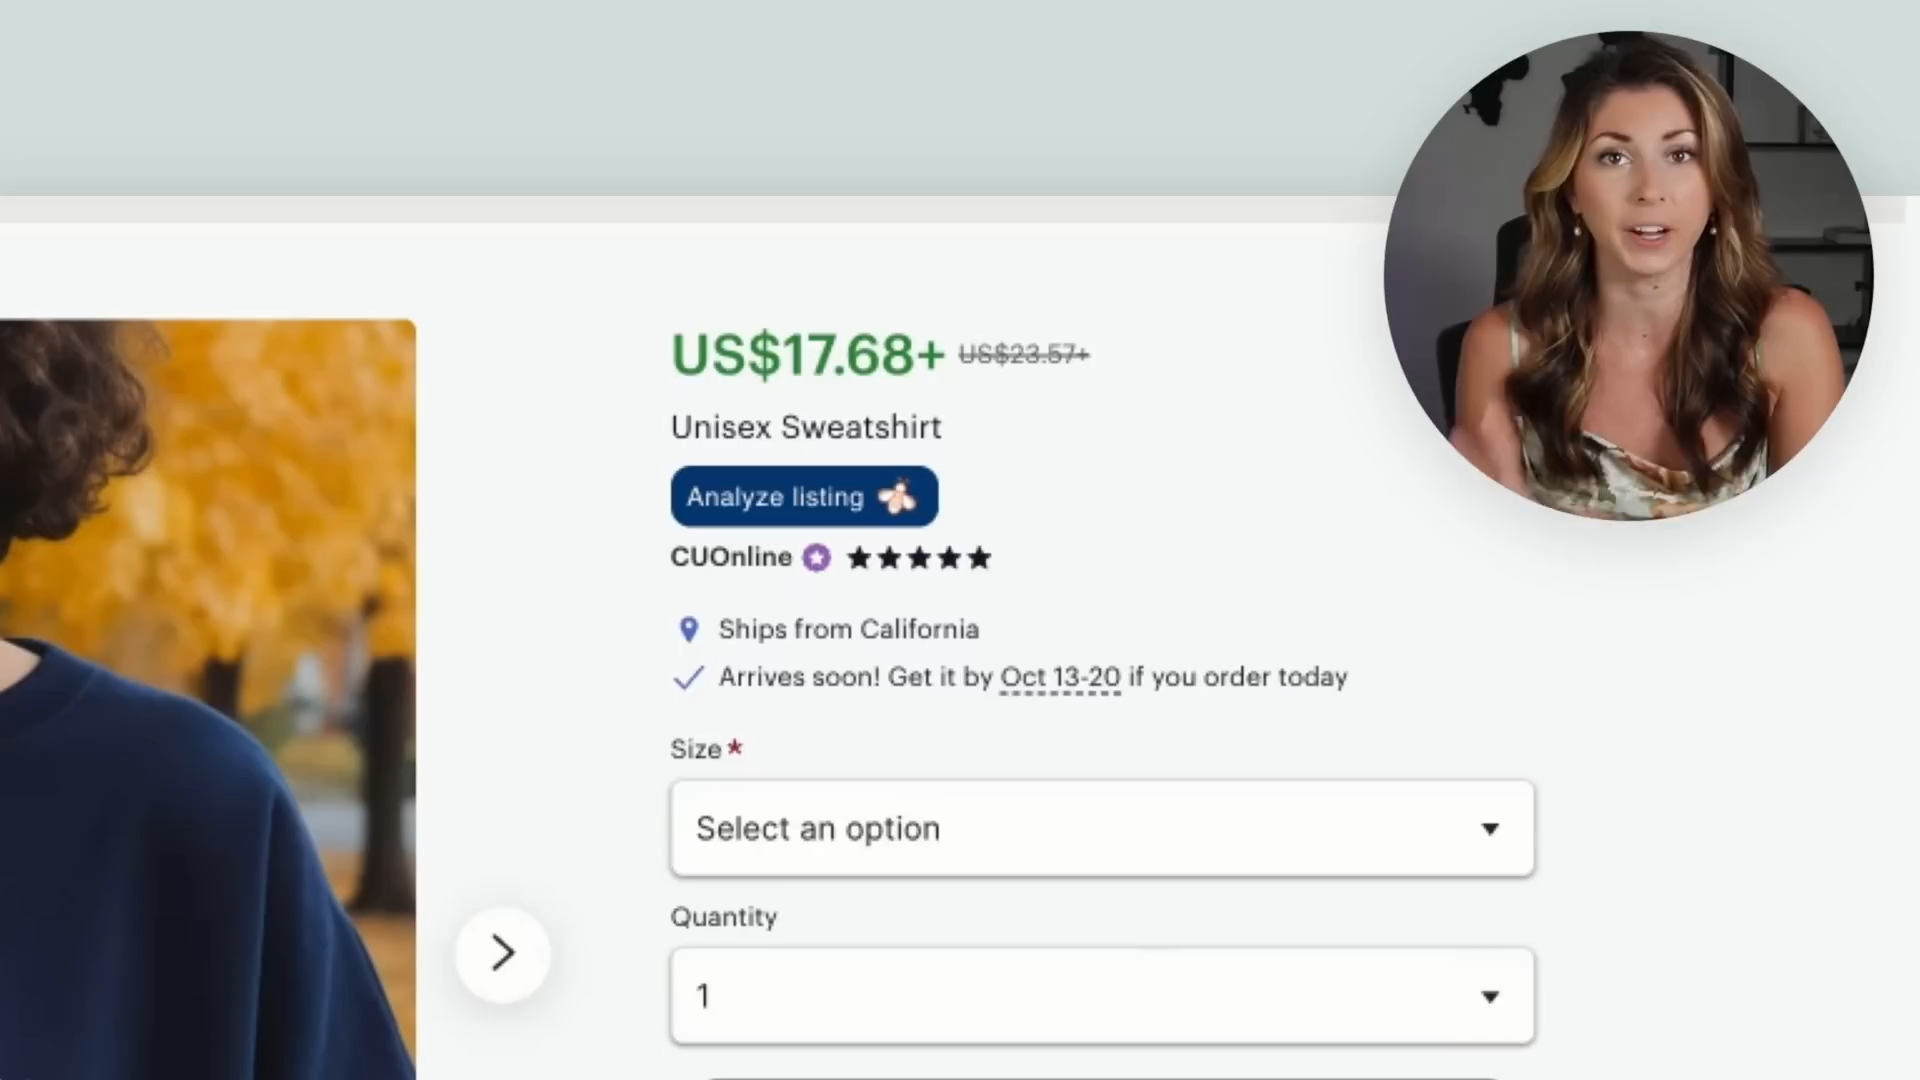 US$17.68+ US$23.57+
Unisex Sweatshirt
Analyze listing
CUOnline
Ships from California
Arrives soon! Get it by Oct 13-20 if you order today
Size *
Select an option
Quantity
1